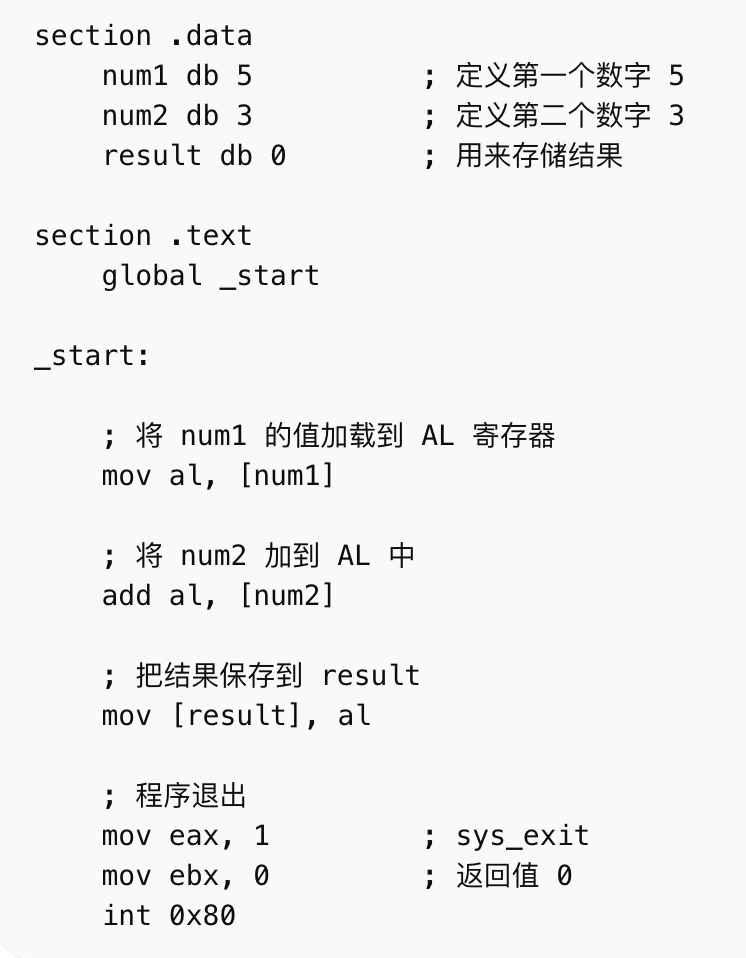 section .data
    num1 db 5          ; 定义第一个数字 5
    num2 db 3          ; 定义第二个数字 3
    result db 0        ; 用来存储结果

section .text
    global _start

_start:

    ; 将 num1 的值加载到 AL 寄存器
    mov al, [num1]

    ; 将 num2 加到 AL 中
    add al, [num2]

    ; 把结果保存到 result
    mov [result], al

    ; 程序退出
    mov eax, 1         ; sys_exit
    mov ebx, 0         ; 返回值 0
    int 0x80